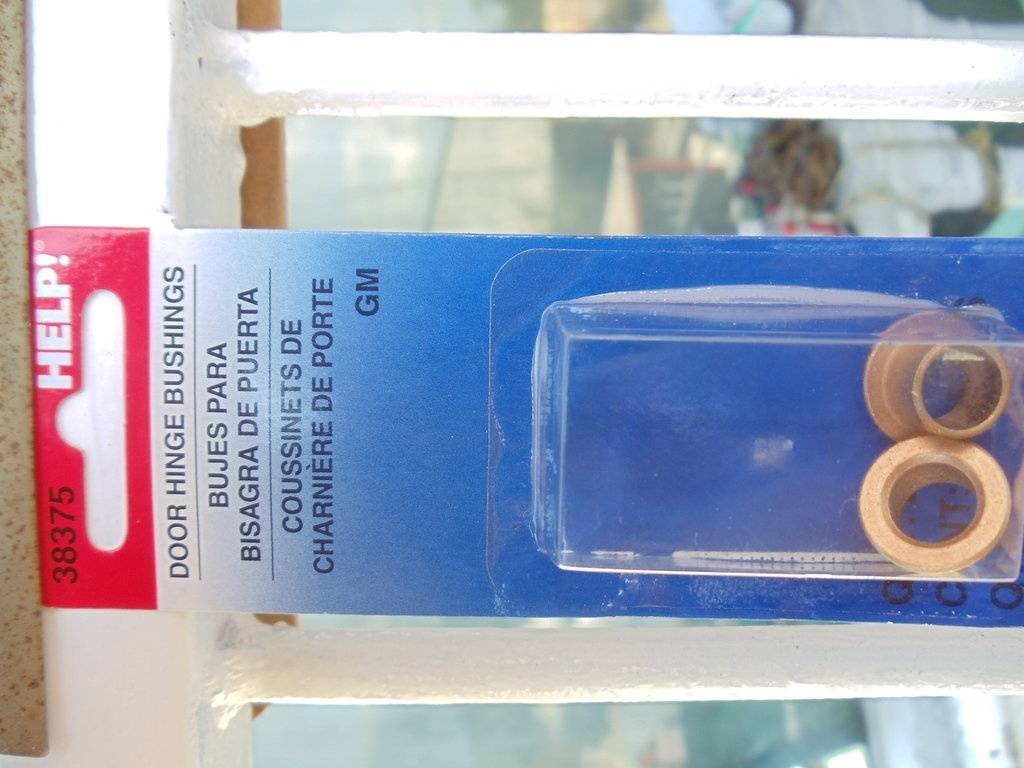 38375
HELP!®
DOOR HINGE BUSHINGS
BUJES PARA
BISAGRA DE PUERTA
COUSSINETS DE
CHARNIÈRE DE PORTE
GM